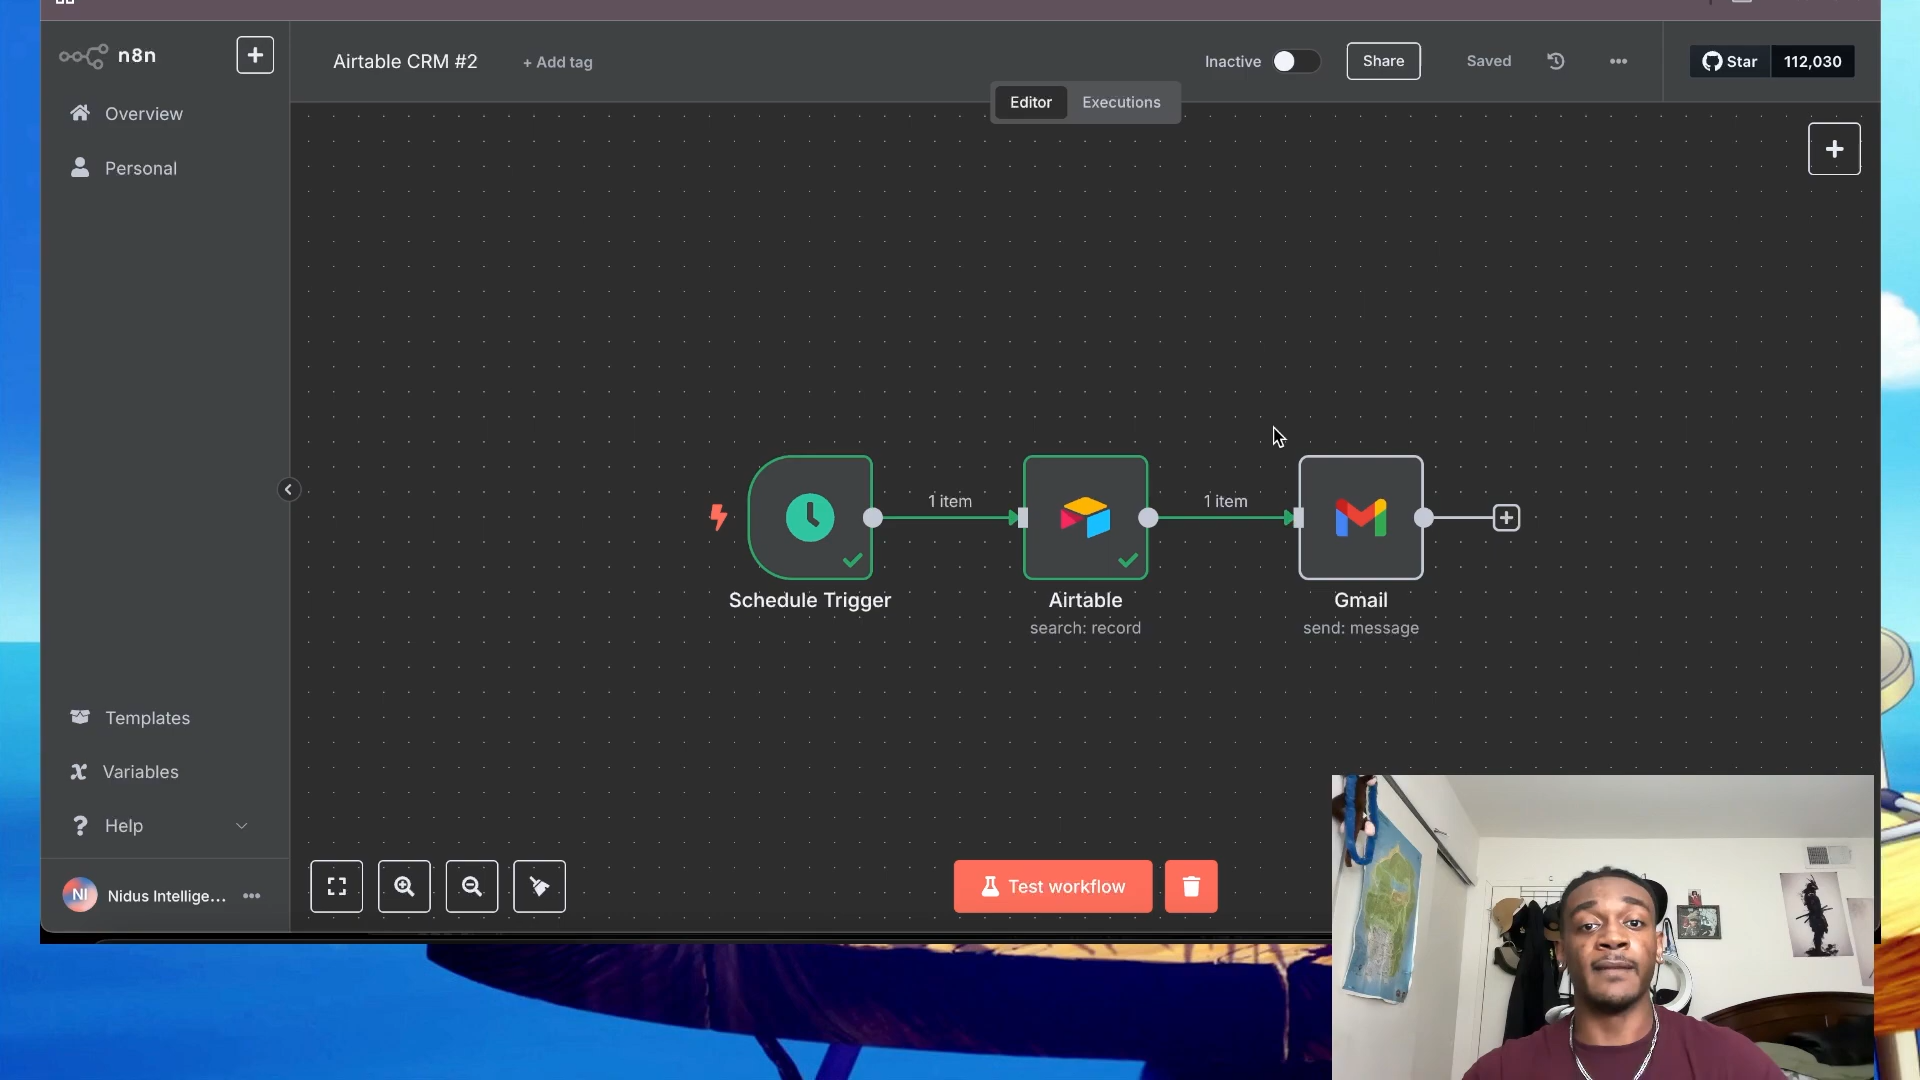 n8n
Airtable CRM #2
+ Add tag
Inactive
Share
Saved
Star
112,030
Editor
Executions
Overview
Personal
1 item
1 item
Schedule Trigger
Airtable
search: record
Gmail
send: message
Templates
Variables
Help
NI
Nidus Intellige...
Test workflow